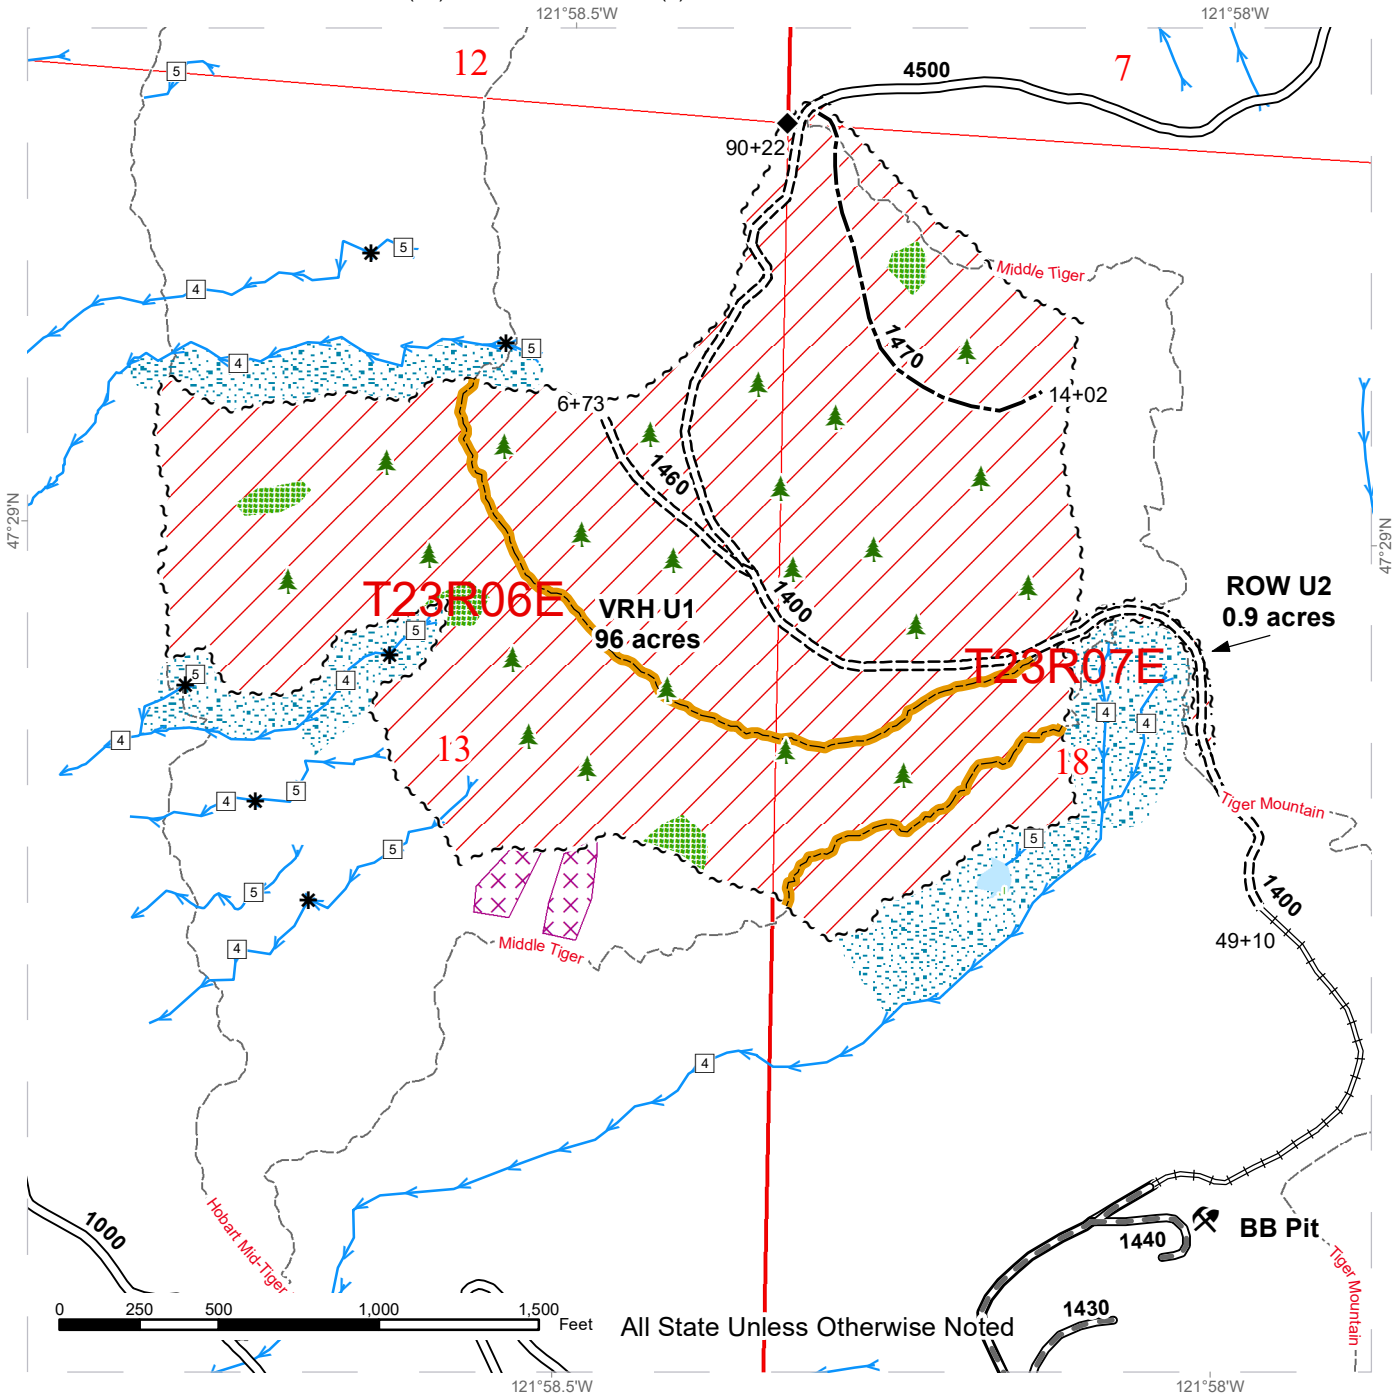 121°58.5'W
121°58'W
12
7
5
4500
90+22
5
4
Middle Tiger
5
4
1470
14+02
6+73
1460
47°29'N
47°29'N
T23R06E
VRH U1
96 acres
1400
ROW U2
0.9 acres
5
T23R07E
5
4
4
4
4
13
18
5
4
Tiger Mountain
5
5
5
1400
Middle Tiger
49+10
4
4
Hobart Mid-Tiger
1000
1440
BB Pit
Tiger Mountain
1430
0 250 500 1,000 1,500
Feet
All State Unless Otherwise Noted
121°58.5'W
121°58'W